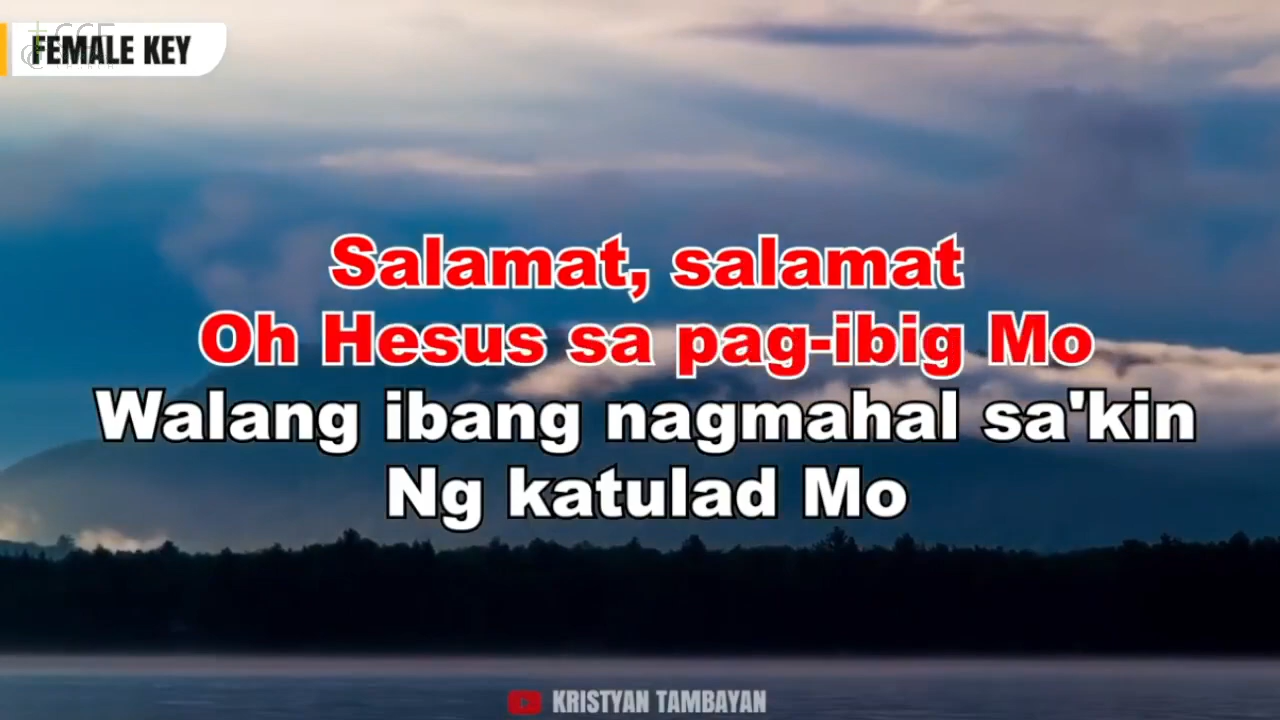 FEMALE KEY
Salamat, salamat
Oh Hesus sa pag-ibig Mo
Walang ibang nagmahal sa'kin
Ng katulad Mo
KRISTYAN TAMBAYAN